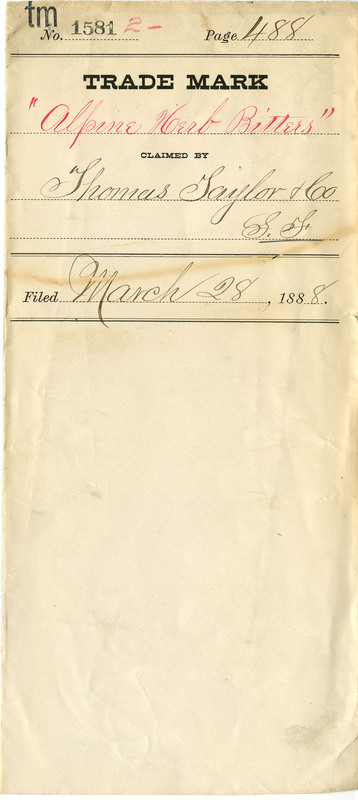 tm
No. 1581 2- Page 488
TRADE MARK
"Alpine Herb Bitters"
CLAIMED BY
Thomas Taylor & Co
S. F.
Filed March 28, 1888.